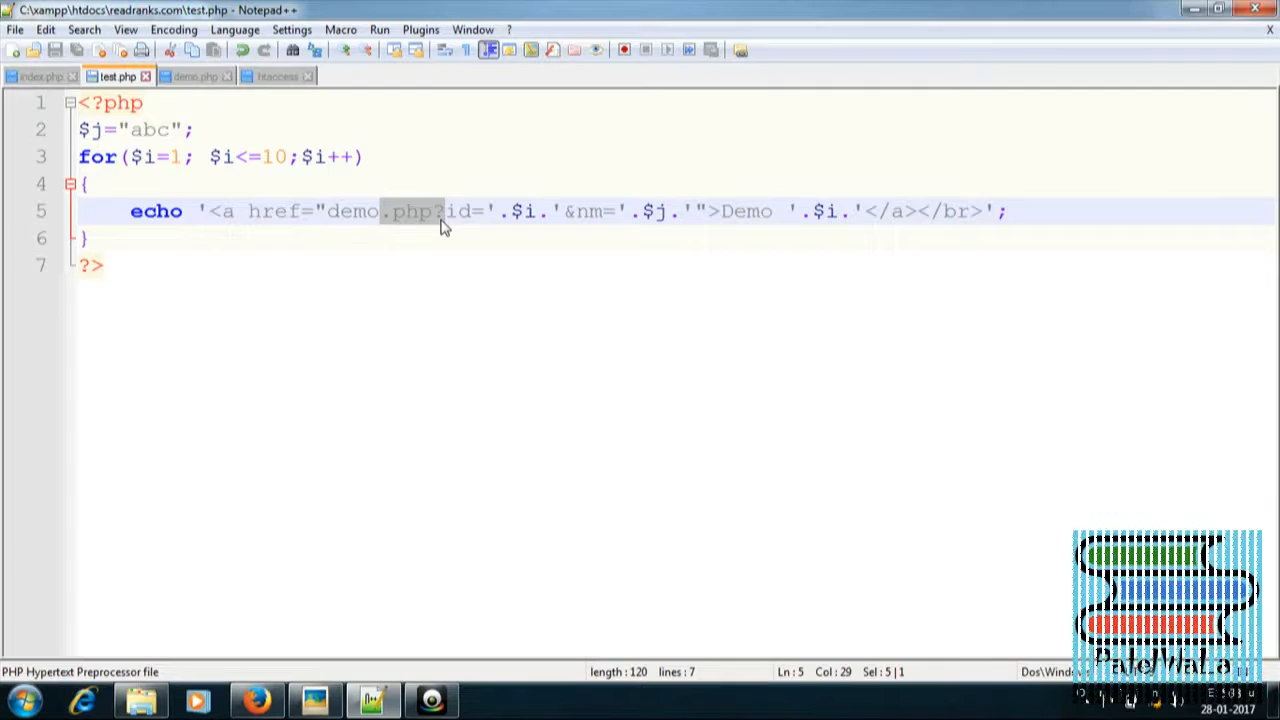 C:\xampp\htdocs\readranks.com\test.php - Notepad++
File Edit Search View Encoding Language Settings Macro Run Plugins Window ? X
index.php test.php demo.php htaccess
1 <?php
2 $j="abc";
3 for($i=1; $i<=10;$i++)
4 {
5 echo '<a href="demo.php?id='.$i.'&nm='.$j.'">Demo '.$i.'</a></br>';
6 }
7 ?>
PHP Hypertext Preprocessor file length : 120 lines : 7 Ln : 5 Col : 29 Sel : 5 | 1 Dos\Windows
28-01-2017